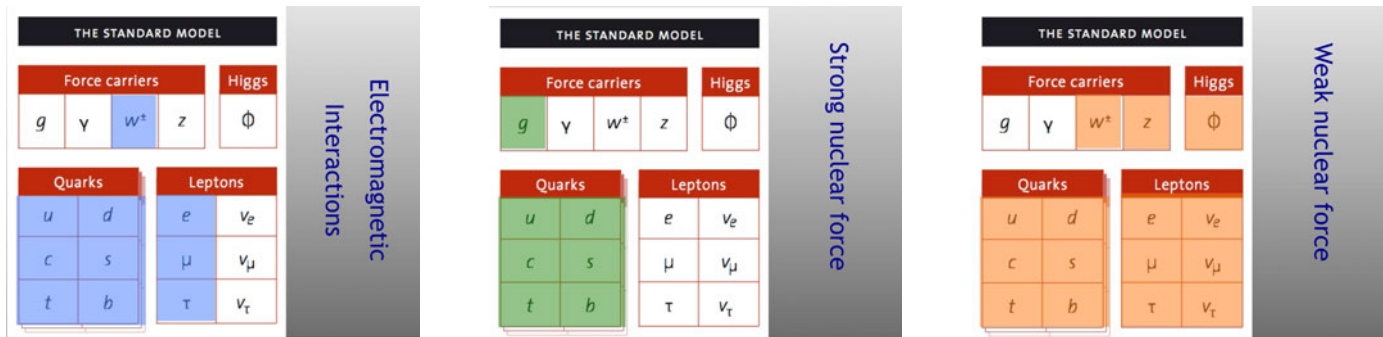 THE STANDARD MODEL
Force carriers Higgs
g γ w± z Φ
Quarks Leptons
u d e νe
c s μ νμ
t b τ ντ
Electromagnetic
Interactions
THE STANDARD MODEL
Force carriers Higgs
g γ w± z Φ
Quarks Leptons
u d e νe
c s μ νμ
t b τ ντ
Strong nuclear force
THE STANDARD MODEL
Force carriers Higgs
g γ w± z Φ
Quarks Leptons
u d e νe
c s μ νμ
t b τ ντ
Weak nuclear force